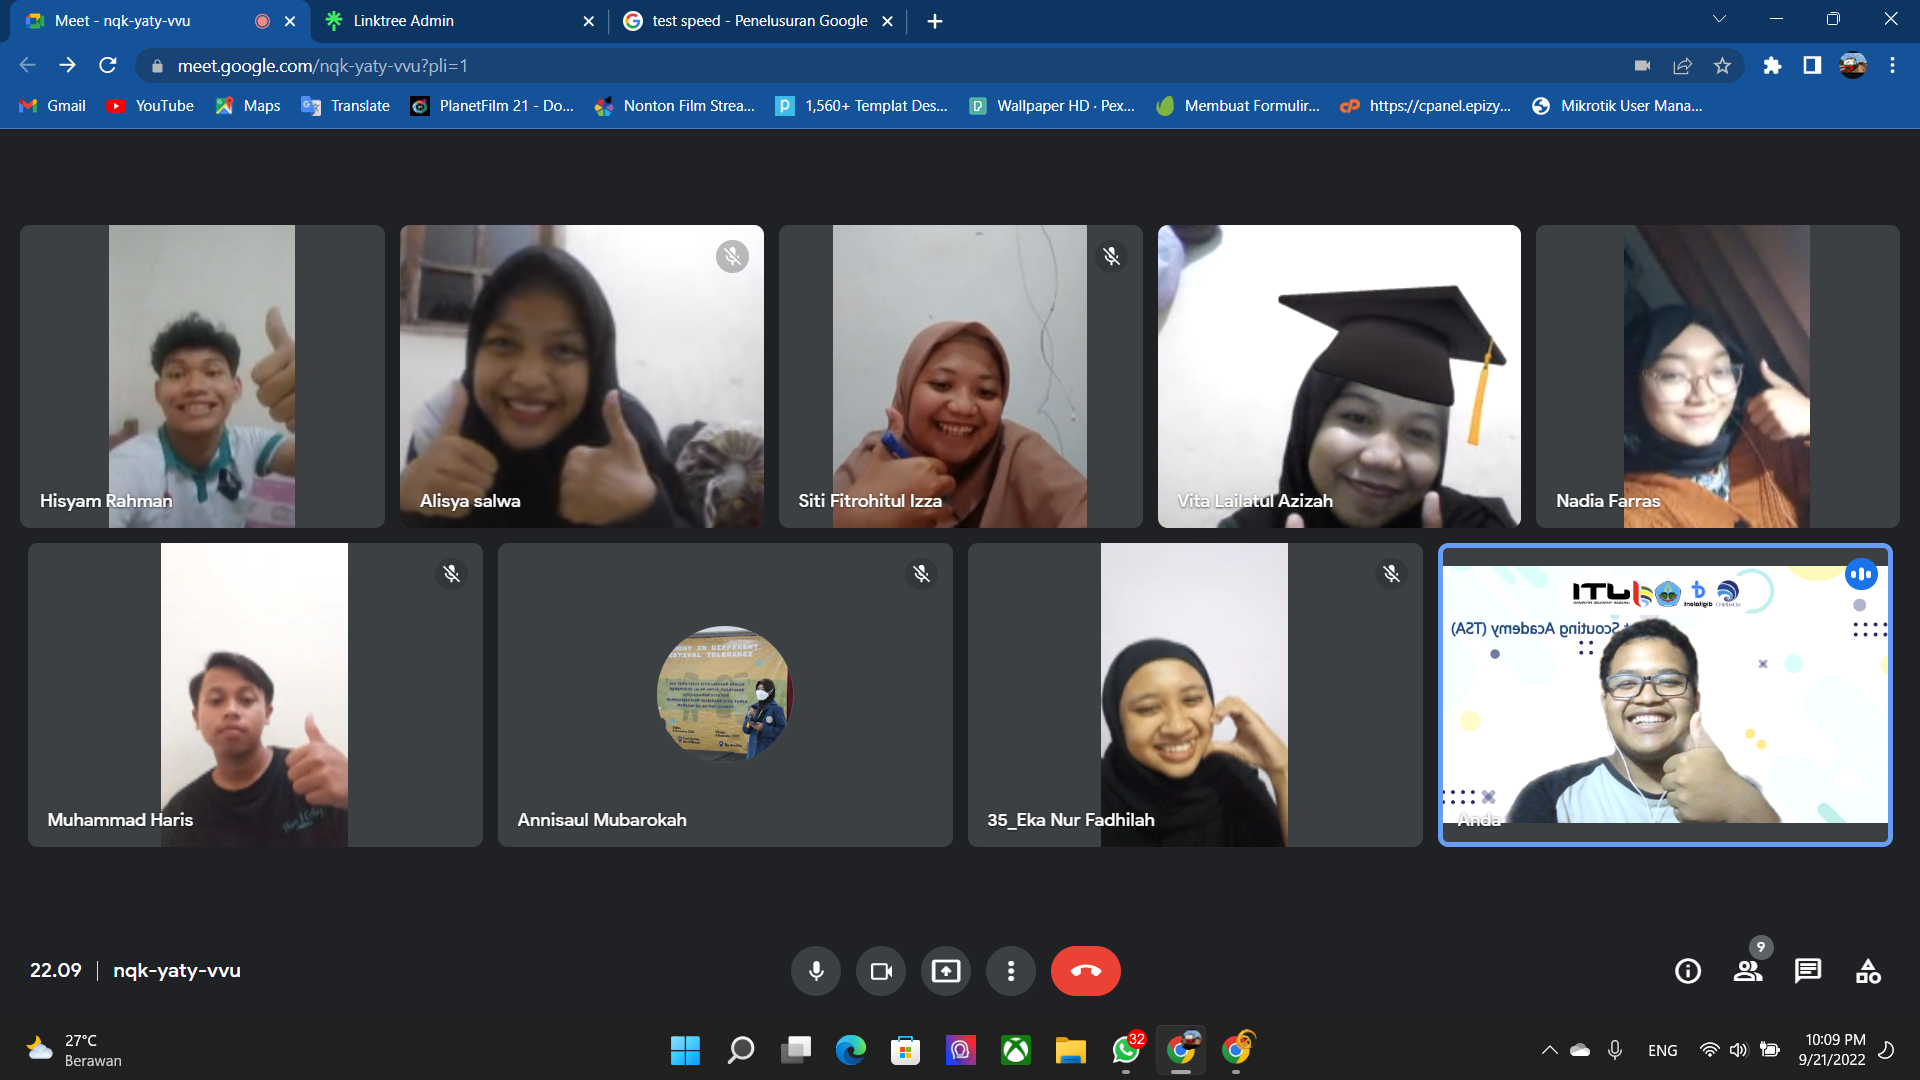 Meet - nqk-yaty-vvu
Linktree Admin
test speed - Penelusuran Google
meet.google.com/nqk-yaty-vvu?pli=1
Gmail
YouTube
Maps
Translate
PlanetFilm 21 - Do...
Nonton Film Strea...
1,560+ Templat Des...
Wallpaper HD · Pex...
Membuat Formulir...
https://cpanel.epizy...
Mikrotik User Mana...
Hisyam Rahman
Alisya salwa
Siti Fitrohitul Izza
Vita Lailatul Azizah
Nadia Farras
digitalent
Scouting Academy (TSA)
Muhammad Haris
Annisaul Mubarokah
35_Eka Nur Fadhilah
Anda
22.09
nqk-yaty-vvu
9
27°C
Berawan
32
ENG
10:09 PM
9/21/2022